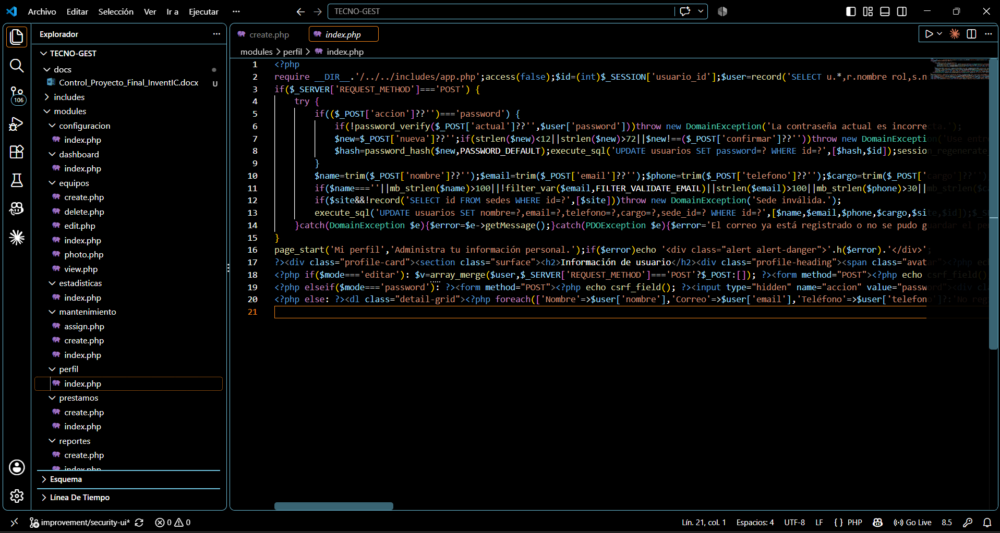 Archivo Editar Selección Ver Ir a Ejecutar ···
TECNO-GEST
Explorador ···
TECNO-GEST
docs
Control_Proyecto_Final_InventIC.docx U
includes
modules
configuracion
index.php
dashboard
index.php
equipos
create.php
delete.php
edit.php
index.php
photo.php
view.php
estadisticas
index.php
mantenimiento
assign.php
create.php
index.php
perfil
index.php
prestamos
create.php
index.php
reportes
create.php
index.php
Esquema
Línea De Tiempo
106
create.php index.php
modules > perfil > index.php
1 <?php
2 require __DIR__.'/../../includes/app.php';access(false);$id=(int)$_SESSION['usuario_id'];$user=record('SELECT u.*,r.nombre rol,s.n
3 if($_SERVER['REQUEST_METHOD']==='POST') {
4 try {
5 if(($_POST['accion']??'')==='password') {
6 if(!password_verify($_POST['actual']??'',$user['password']))throw new DomainException('La contraseña actual es incorrecta.');
7 $new=$_POST['nueva']??'';if(strlen($new)<12||strlen($new)>72||$new!==($_POST['confirmar']??''))throw new DomainException('Use entre
8 $hash=password_hash($new,PASSWORD_DEFAULT);execute_sql('UPDATE usuarios SET password=? WHERE id=?',[$hash,$id]);session_regenerate_
9 }
10 $name=trim($_POST['nombre']??'');$email=trim($_POST['email']??'');$phone=trim($_POST['telefono']??'');$cargo=trim($_POST['cargo']??'')
11 if($name===''||mb_strlen($name)>100||!filter_var($email,FILTER_VALIDATE_EMAIL)||strlen($email)>100||mb_strlen($phone)>30||mb_strlen($c
12 if($site&&!record('SELECT id FROM sedes WHERE id=?',[$site]))throw new DomainException('Sede inválida.');
13 execute_sql('UPDATE usuarios SET nombre=?,email=?,telefono=?,cargo=?,sede_id=? WHERE id=?',[$name,$email,$phone,$cargo,$site,$id]);$_S
14 }catch(DomainException $e){$error=$e->getMessage();}catch(PDOException $e){$error='El correo ya está registrado o no se pudo guardar el pe
15 }
16 page_start('Mi perfil','Administra tu información personal.');if($error)echo '<div class="alert alert-danger">'.h($error).'</div>';
17 ?><div class="profile-card"><section class="surface"><h2>Información de usuario</h2><div class="profile-heading"><span class="avatar"><?php ec
18 <?php if($mode==='editar'): $v=array_merge($user,$_SERVER['REQUEST_METHOD']==='POST'?$_POST:[]); ?><form method="POST"><?php echo csrf_field()
19 <?php elseif($mode==='password'): ?><form method="POST"><?php echo csrf_field(); ?><input type="hidden" name="accion" value="password"><div cl
20 <?php else: ?><dl class="detail-grid"><?php foreach(['Nombre'=>$user['nombre'],'Correo'=>$user['email'],'Teléfono'=>$user['telefono']?:'No reg
21
improvement/security-ui* 0 0 Lín. 21, col. 1 Espacios: 4 UTF-8 LF {} PHP Go Live 8.5